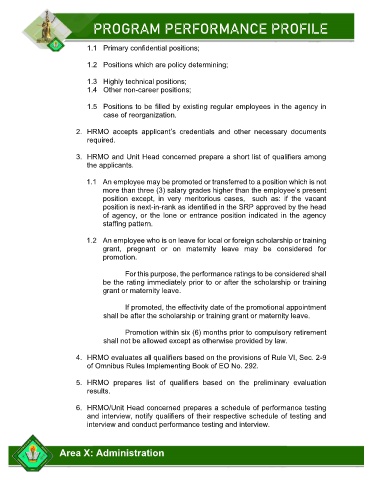 PROGRAM PERFORMANCE PROFILE
1.1 Primary confidential positions;
1.2 Positions which are policy determining;
1.3 Highly technical positions;
1.4 Other non-career positions;
1.5 Positions to be filled by existing regular employees in the agency in
case of reorganization.
2. HRMO accepts applicant's credentials and other necessary documents
required.
3. HRMO and Unit Head concerned prepare a short list of qualifiers among
the applicants.
1.1 An employee may be promoted or transferred to a position which is not
more than three (3) salary grades higher than the employee's present
position except, in very meritorious cases, such as: if the vacant
position is next-in-rank as identified in the SRP approved by the head
of agency, or the lone or entrance position indicated in the agency
staffing pattern.
1.2 An employee who is on leave for local or foreign scholarship or training
grant, pregnant or on maternity leave may be considered for
promotion.
For this purpose, the performance ratings to be considered shall
be the rating immediately prior to or after the scholarship or training
grant or maternity leave.
If promoted, the effectivity date of the promotional appointment
shall be after the scholarship or training grant or maternity leave.
Promotion within six (6) months prior to compulsory retirement
shall not be allowed except as otherwise provided by law.
4. HRMO evaluates all qualifiers based on the provisions of Rule VI, Sec. 2-9
of Omnibus Rules Implementing Book of EO No. 292.
5. HRMO prepares list of qualifiers based on the preliminary evaluation
results.
6. HRMO/Unit Head concerned prepares a schedule of performance testing
and interview, notify qualifiers of their respective schedule of testing and
interview and conduct performance testing and interview.
Area X: Administration